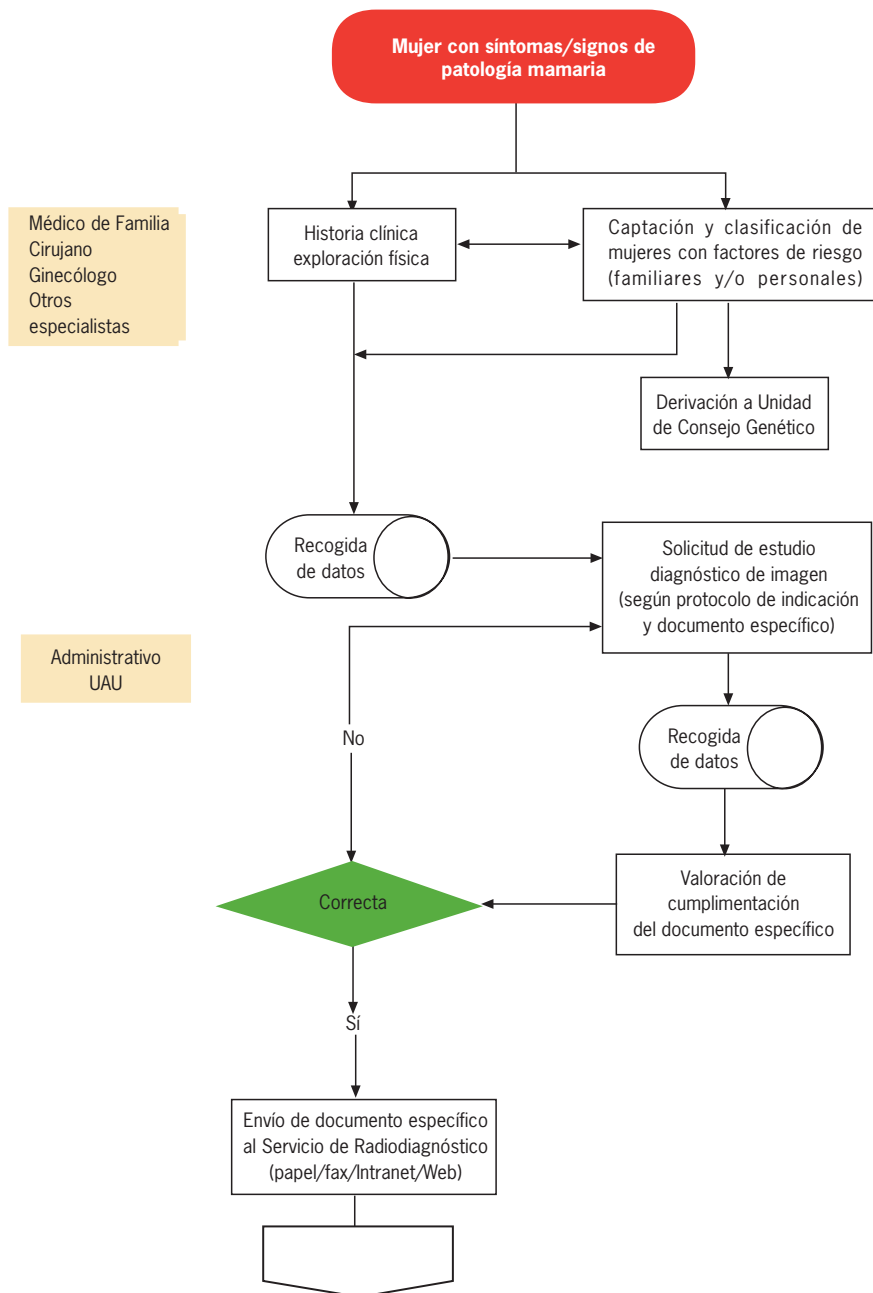 Mujer con síntomas/signos de
patología mamaria
Médico de Familia
Cirujano
Ginecólogo
Otros
especialistas
Historia clínica
exploración física
Captación y clasificación de
mujeres con factores de riesgo
(familiares y/o personales)
Derivación a Unidad
de Consejo Genético
Recogida
de datos
Solicitud de estudio
diagnóstico de imagen
(según protocolo de indicación
y documento específico)
Administrativo
UAU
No
Recogida
de datos
Correcta
Valoración de
cumplimentación
del documento específico
Sí
Envío de documento específico
al Servicio de Radiodiagnóstico
(papel/fax/Intranet/Web)